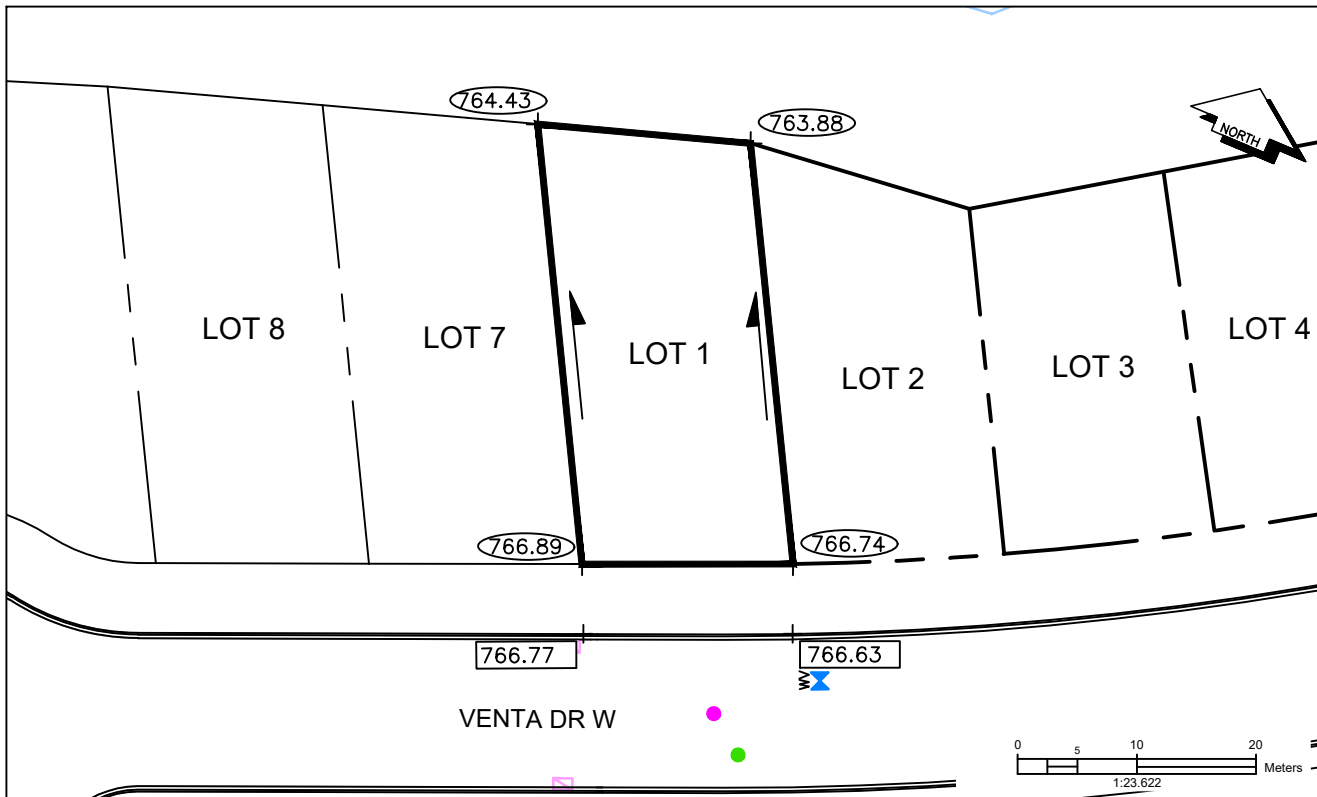 764.43
763.88
NORTH
LOT 8
LOT 7
LOT 1
LOT 2
LOT 3
LOT 4
766.89
766.74
766.77
766.63
W
VENTA DR W
0 5 10 20
Meters
1:23.622